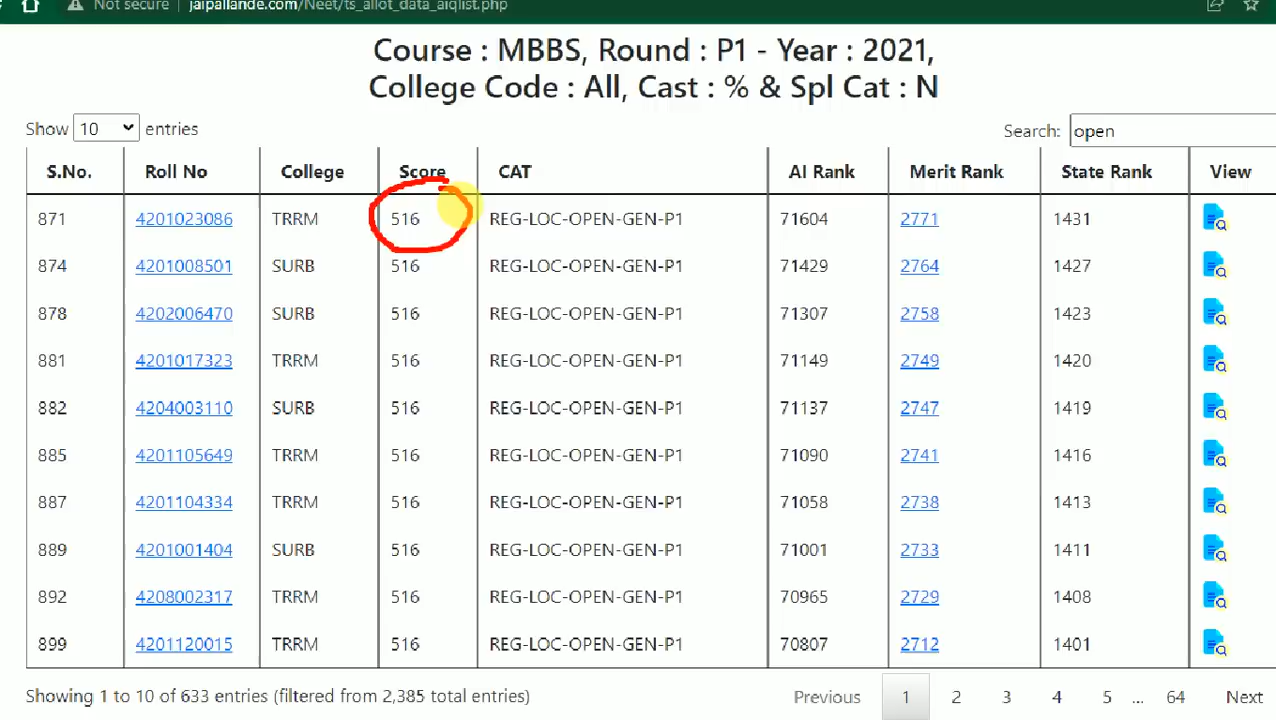 Not secure | jaipallande.com/Neet/ts_allot_data_aiqlist.php
Course : MBBS, Round : P1 - Year : 2021,
College Code : All, Cast : % & Spl Cat : N
Show 10 entries Search: open
S.No. Roll No College Score CAT AI Rank Merit Rank State Rank View
871 4201023086 TRRM 516 REG-LOC-OPEN-GEN-P1 71604 2771 1431
874 4201008501 SURB 516 REG-LOC-OPEN-GEN-P1 71429 2764 1427
878 4202006470 SURB 516 REG-LOC-OPEN-GEN-P1 71307 2758 1423
881 4201017323 TRRM 516 REG-LOC-OPEN-GEN-P1 71149 2749 1420
882 4204003110 SURB 516 REG-LOC-OPEN-GEN-P1 71137 2747 1419
885 4201105649 TRRM 516 REG-LOC-OPEN-GEN-P1 71090 2741 1416
887 4201104334 TRRM 516 REG-LOC-OPEN-GEN-P1 71058 2738 1413
889 4201001404 SURB 516 REG-LOC-OPEN-GEN-P1 71001 2733 1411
892 4208002317 TRRM 516 REG-LOC-OPEN-GEN-P1 70965 2729 1408
899 4201120015 TRRM 516 REG-LOC-OPEN-GEN-P1 70807 2712 1401
Showing 1 to 10 of 633 entries (filtered from 2,385 total entries) Previous 1 2 3 4 5 ... 64 Next